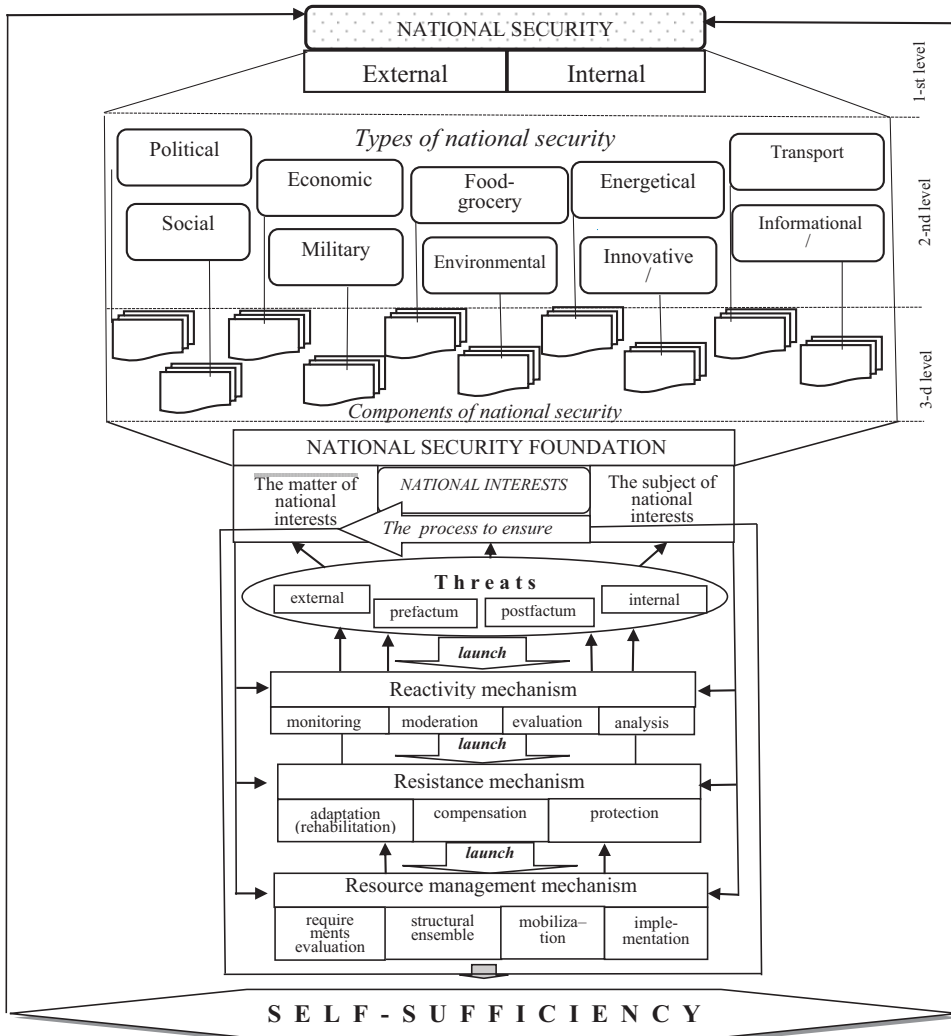 NATIONAL SECURITY
External Internal
1-st level
Types of national security
Political
Economic
Food-
grocery
Energetical
Transport
2-nd level
Social
Military
Environmental
Innovative
/
Informational
/
3-d level
Components of national security
NATIONAL SECURITY FOUNDATION
The matter of
national
interests
NATIONAL INTERESTS
The subject of
national
interests
The process to ensure
Threats
external
prefactum
postfactum
internal
launch
Reactivity mechanism
monitoring moderation evaluation analysis
launch
Resistance mechanism
adaptation
(rehabilitation)
compensation
protection
launch
Resource management mechanism
require
ments
evaluation
structural
ensemble
mobiliza–
tion
imple-
mentation
SELF-SUFFICIENCY